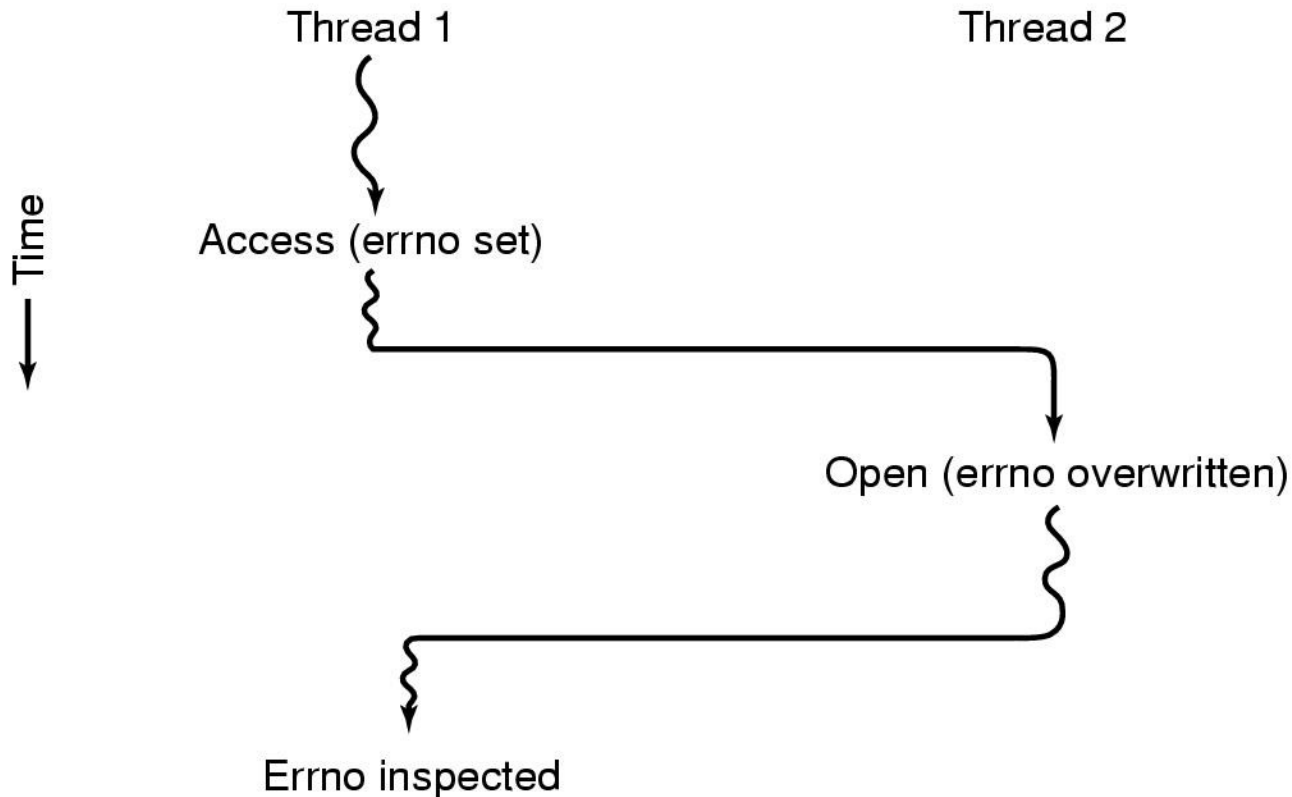 Thread 1
Thread 2
Time
Access (errno set)
Open (errno overwritten)
Errno inspected